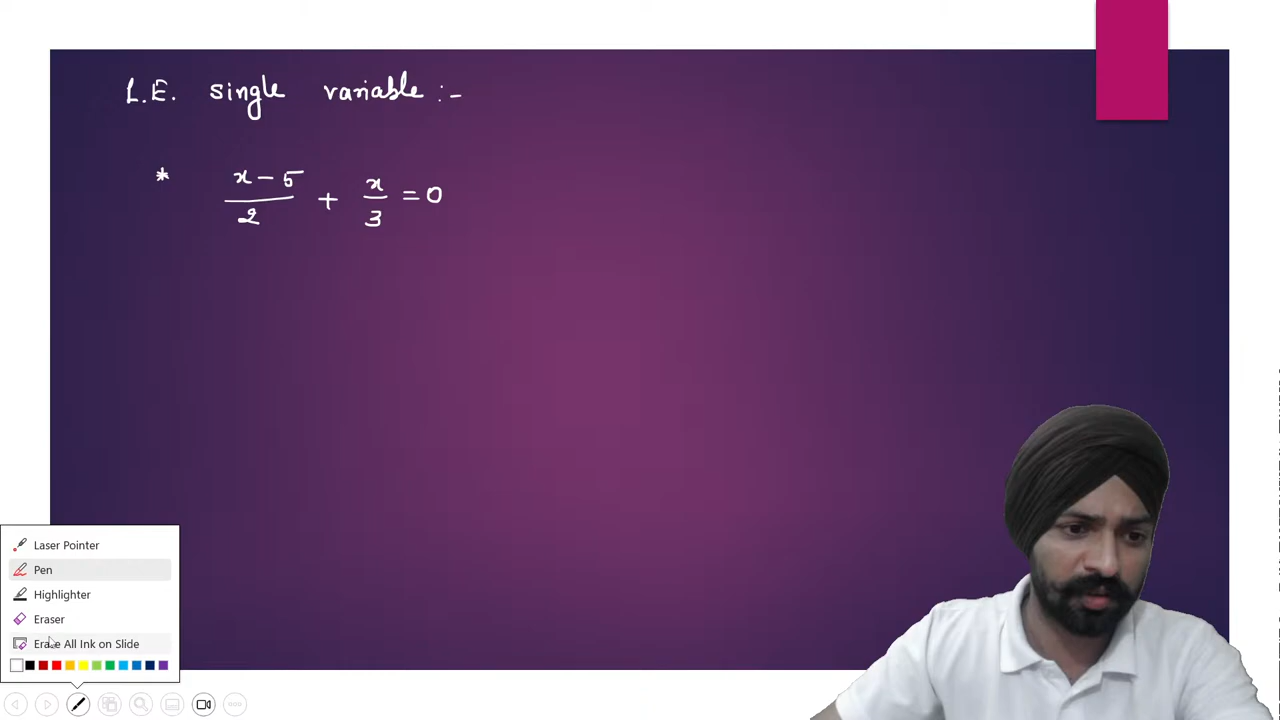 L.E. single variable :-
* x - 5 / 2 + x / 3 = 0
Laser Pointer
Pen
Highlighter
Eraser
Erase All Ink on Slide